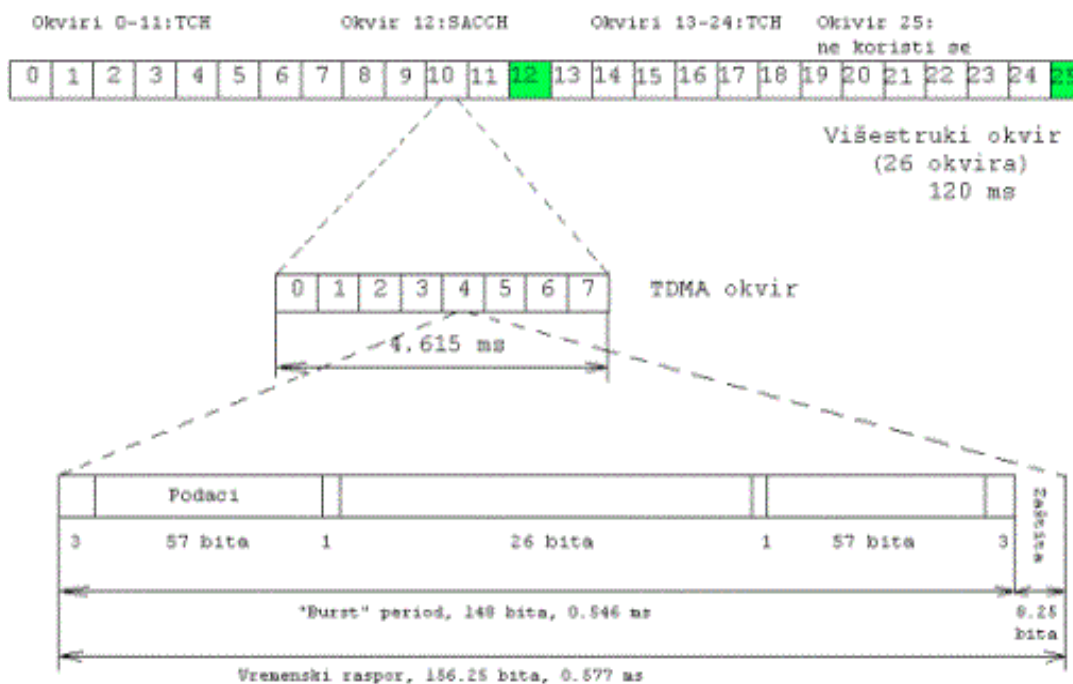 Okviri 0-11:TCH Okvir 12:SACCH Okviri 13-24:TCH Okivir 25:
ne koristi se
0 1 2 3 4 5 6 7 8 9 10 11 12 13 14 15 16 17 18 19 20 21 22 23 24 25
Višestruki okvir
(26 okvira)
120 ms
0 1 2 3 4 5 6 7 TDMA okvir
4.615 ms
Podaci
Zaštita
3 57 bita 1 26 bita 1 57 bita 3
"Burst" period, 148 bita, 0.546 ms
8.25
bita
Vremenski raspor, 156.25 bita, 0.577 ms